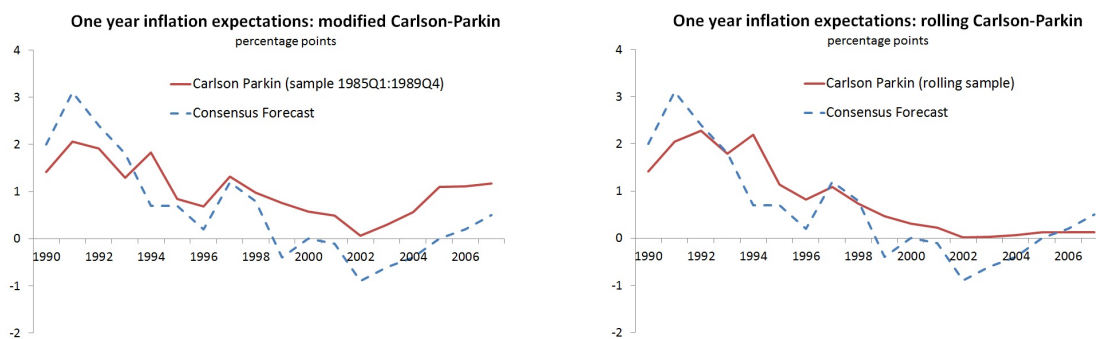 One year inflation expectations: modified Carlson-Parkin
percentage points
4
3
2
1
0
-1
-2
Carlson Parkin (sample 1985Q1:1989Q4)
Consensus Forecast
1990 1992 1994 1996 1998 2000 2002 2004 2006
One year inflation expectations: rolling Carlson-Parkin
percentage points
4
3
2
1
0
-1
-2
Carlson Parkin (rolling sample)
Consensus Forecast
1990 1992 1994 1996 1998 2000 2002 2004 2006